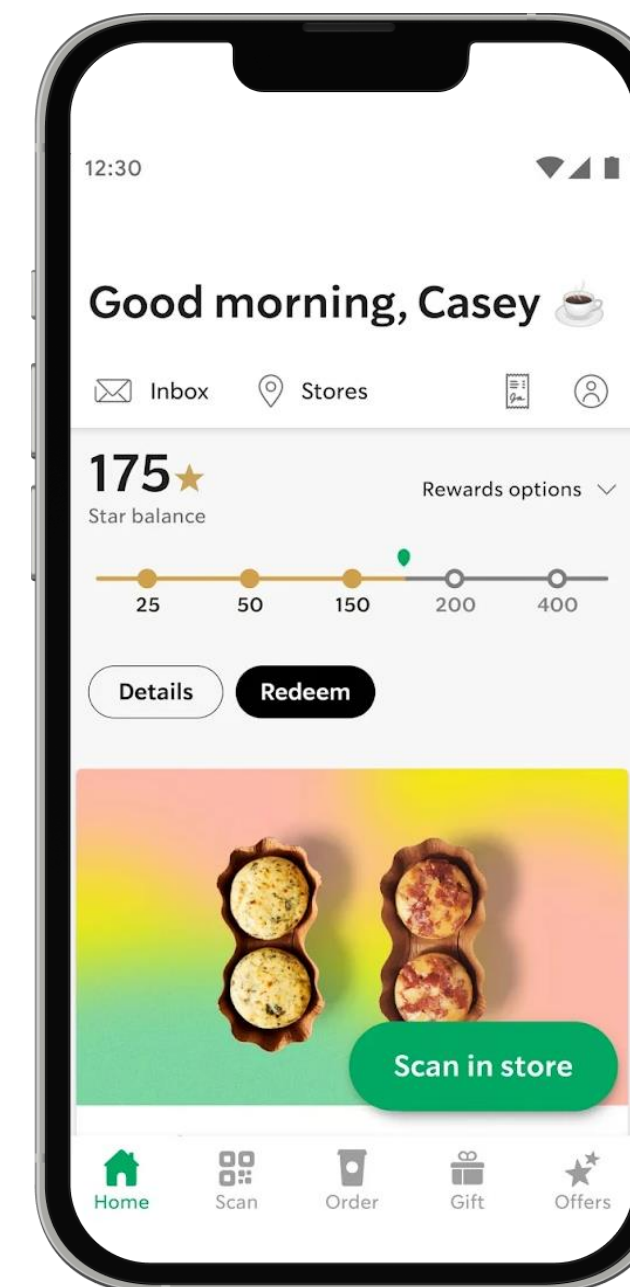 12:30
Good morning, Casey
Inbox
Stores
175
Star balance
Rewards options
25
50
150
200
400
Details
Redeem
Scan in store
Home
Scan
Order
Gift
Offers